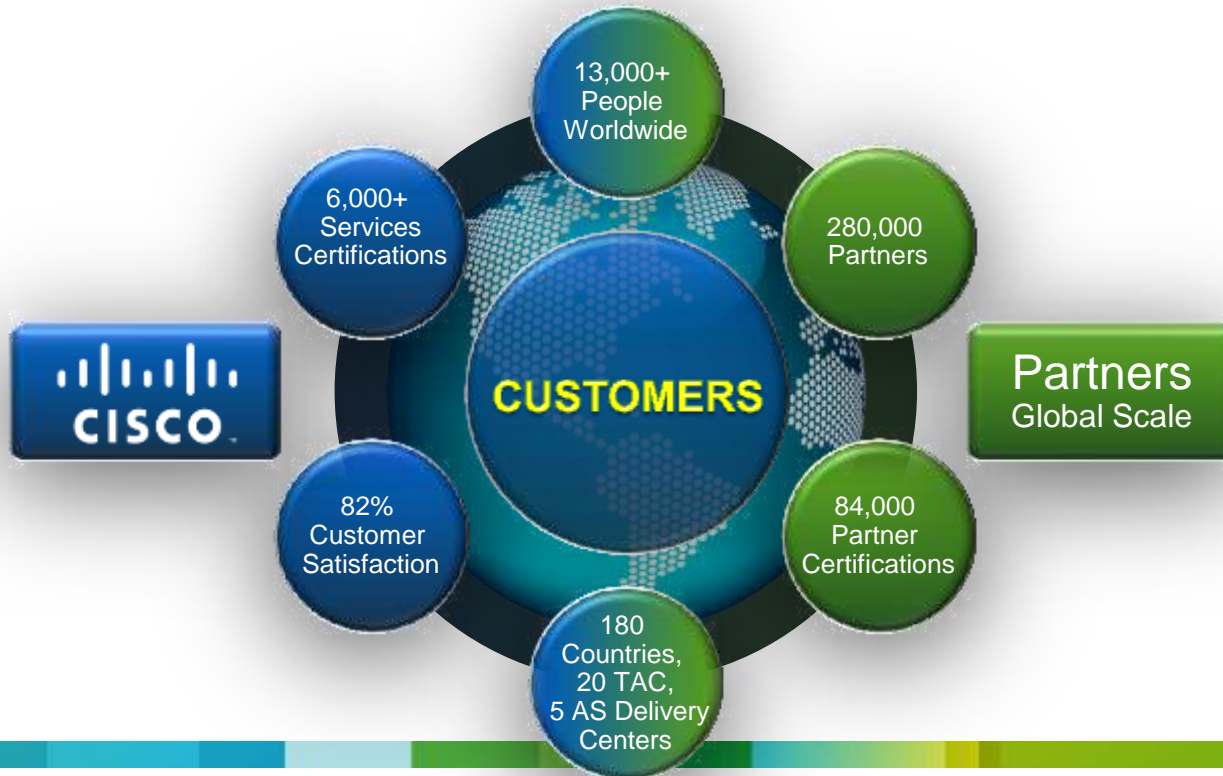 13,000+
People
Worldwide
6,000+
Services
Certifications
280,000
Partners
CISCO
CUSTOMERS
Partners
Global Scale
82%
Customer
Satisfaction
84,000
Partner
Certifications
180
Countries,
20 TAC,
5 AS Delivery
Centers